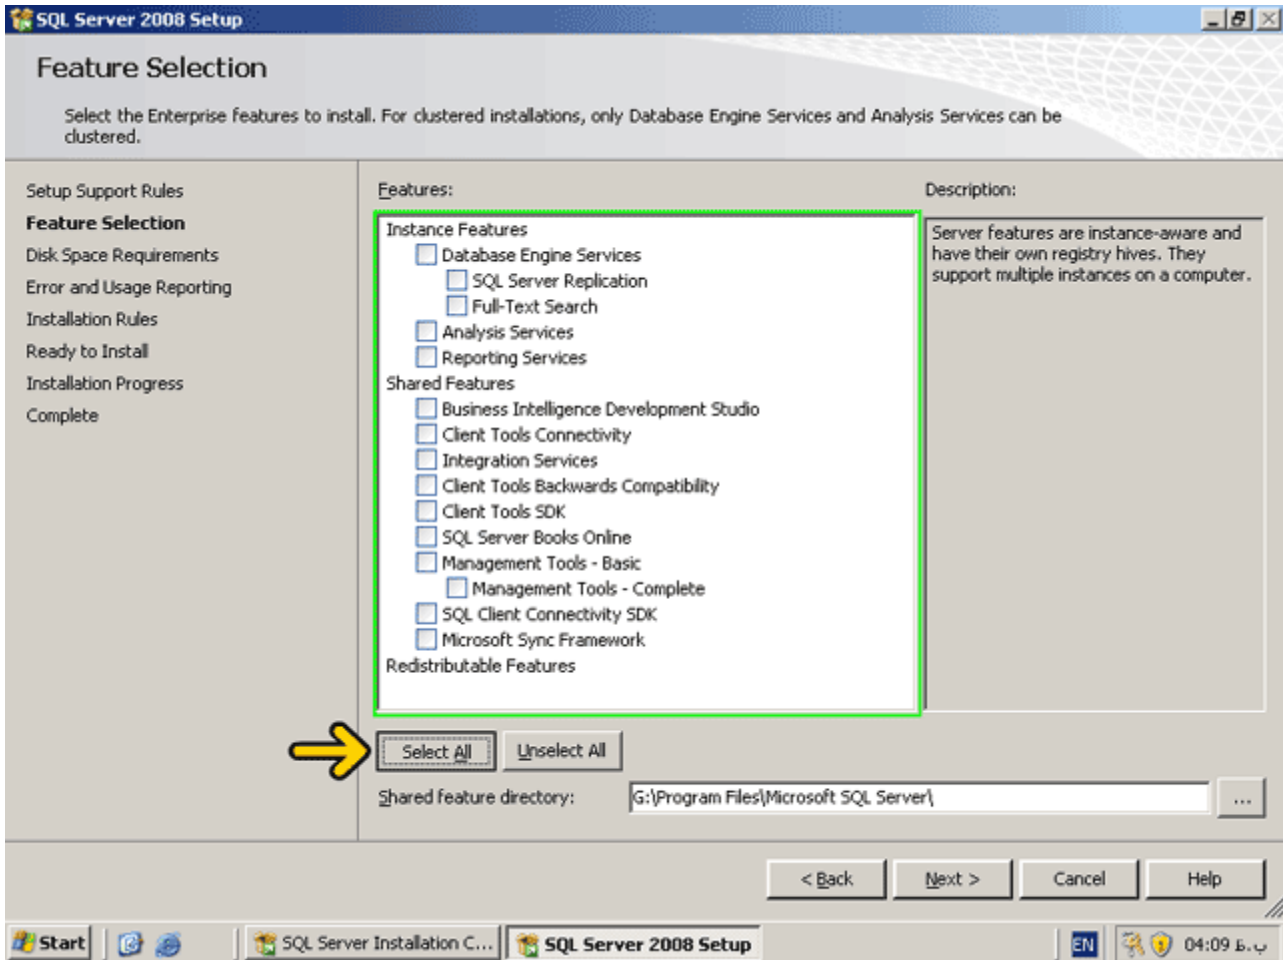 SQL Server 2008 Setup
Feature Selection
Select the Enterprise features to install. For clustered installations, only Database Engine Services and Analysis Services can be
clustered.
Setup Support Rules
Feature Selection
Disk Space Requirements
Error and Usage Reporting
Installation Rules
Ready to Install
Installation Progress
Complete
Features:
Instance Features
Database Engine Services
SQL Server Replication
Full-Text Search
Analysis Services
Reporting Services
Shared Features
Business Intelligence Development Studio
Client Tools Connectivity
Integration Services
Client Tools Backwards Compatibility
Client Tools SDK
SQL Server Books Online
Management Tools - Basic
Management Tools - Complete
SQL Client Connectivity SDK
Microsoft Sync Framework
Redistributable Features
Description:
Server features are instance-aware and
have their own registry hives. They
support multiple instances on a computer.
Select All
Unselect All
Shared feature directory:
G:\Program Files\Microsoft SQL Server\
...
< Back
Next >
Cancel
Help
Start
SQL Server Installation C...
SQL Server 2008 Setup
EN
04:09 ب.ظ